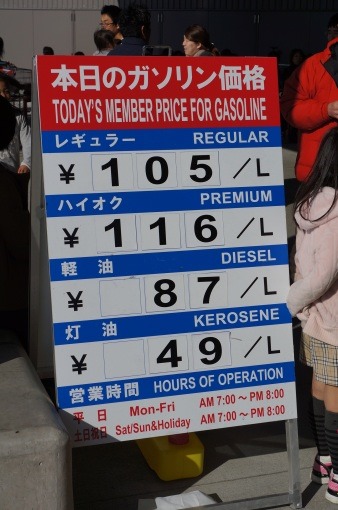 本日のガソリン価格
TODAY'S MEMBER PRICE FOR GASOLINE
レギュラー REGULAR
¥ 105 /L
ハイオク PREMIUM
¥ 116 /L
軽油 DIESEL
¥ 87 /L
灯油 KEROSENE
¥ 49 /L
営業時間 HOURS OF OPERATION
平日 Mon-Fri AM 7:00～PM 8:00
土日祝日 Sat/Sun&Holiday AM 7:00～PM 8:00